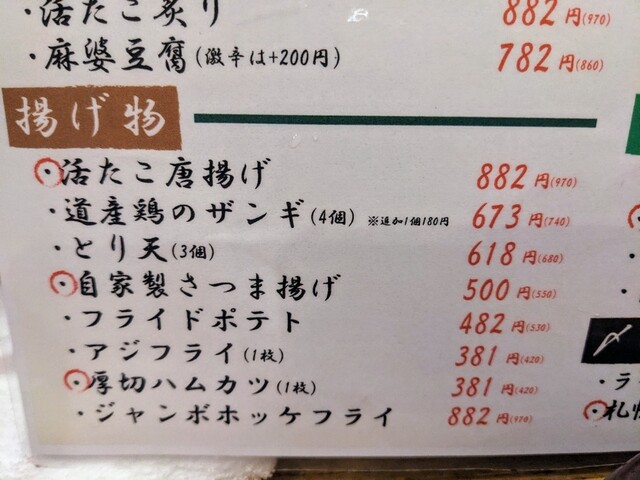 ・活たこ炙り 882円(970)
・麻婆豆腐(激辛は+200円) 782円(860)
揚げ物
・活たこ唐揚げ 882円(970)
・道産鶏のザンギ(4個) ※追加1個180円 673円(740)
・とり天(3個) 618円(680)
・自家製さつま揚げ 500円(550)
・フライドポテト 482円(530)
・アジフライ(1枚) 381円(420)
・厚切ハムカツ(1枚) 381円(420)
・ジャンボホッケフライ 882円(970)
〆
・ラ
・札